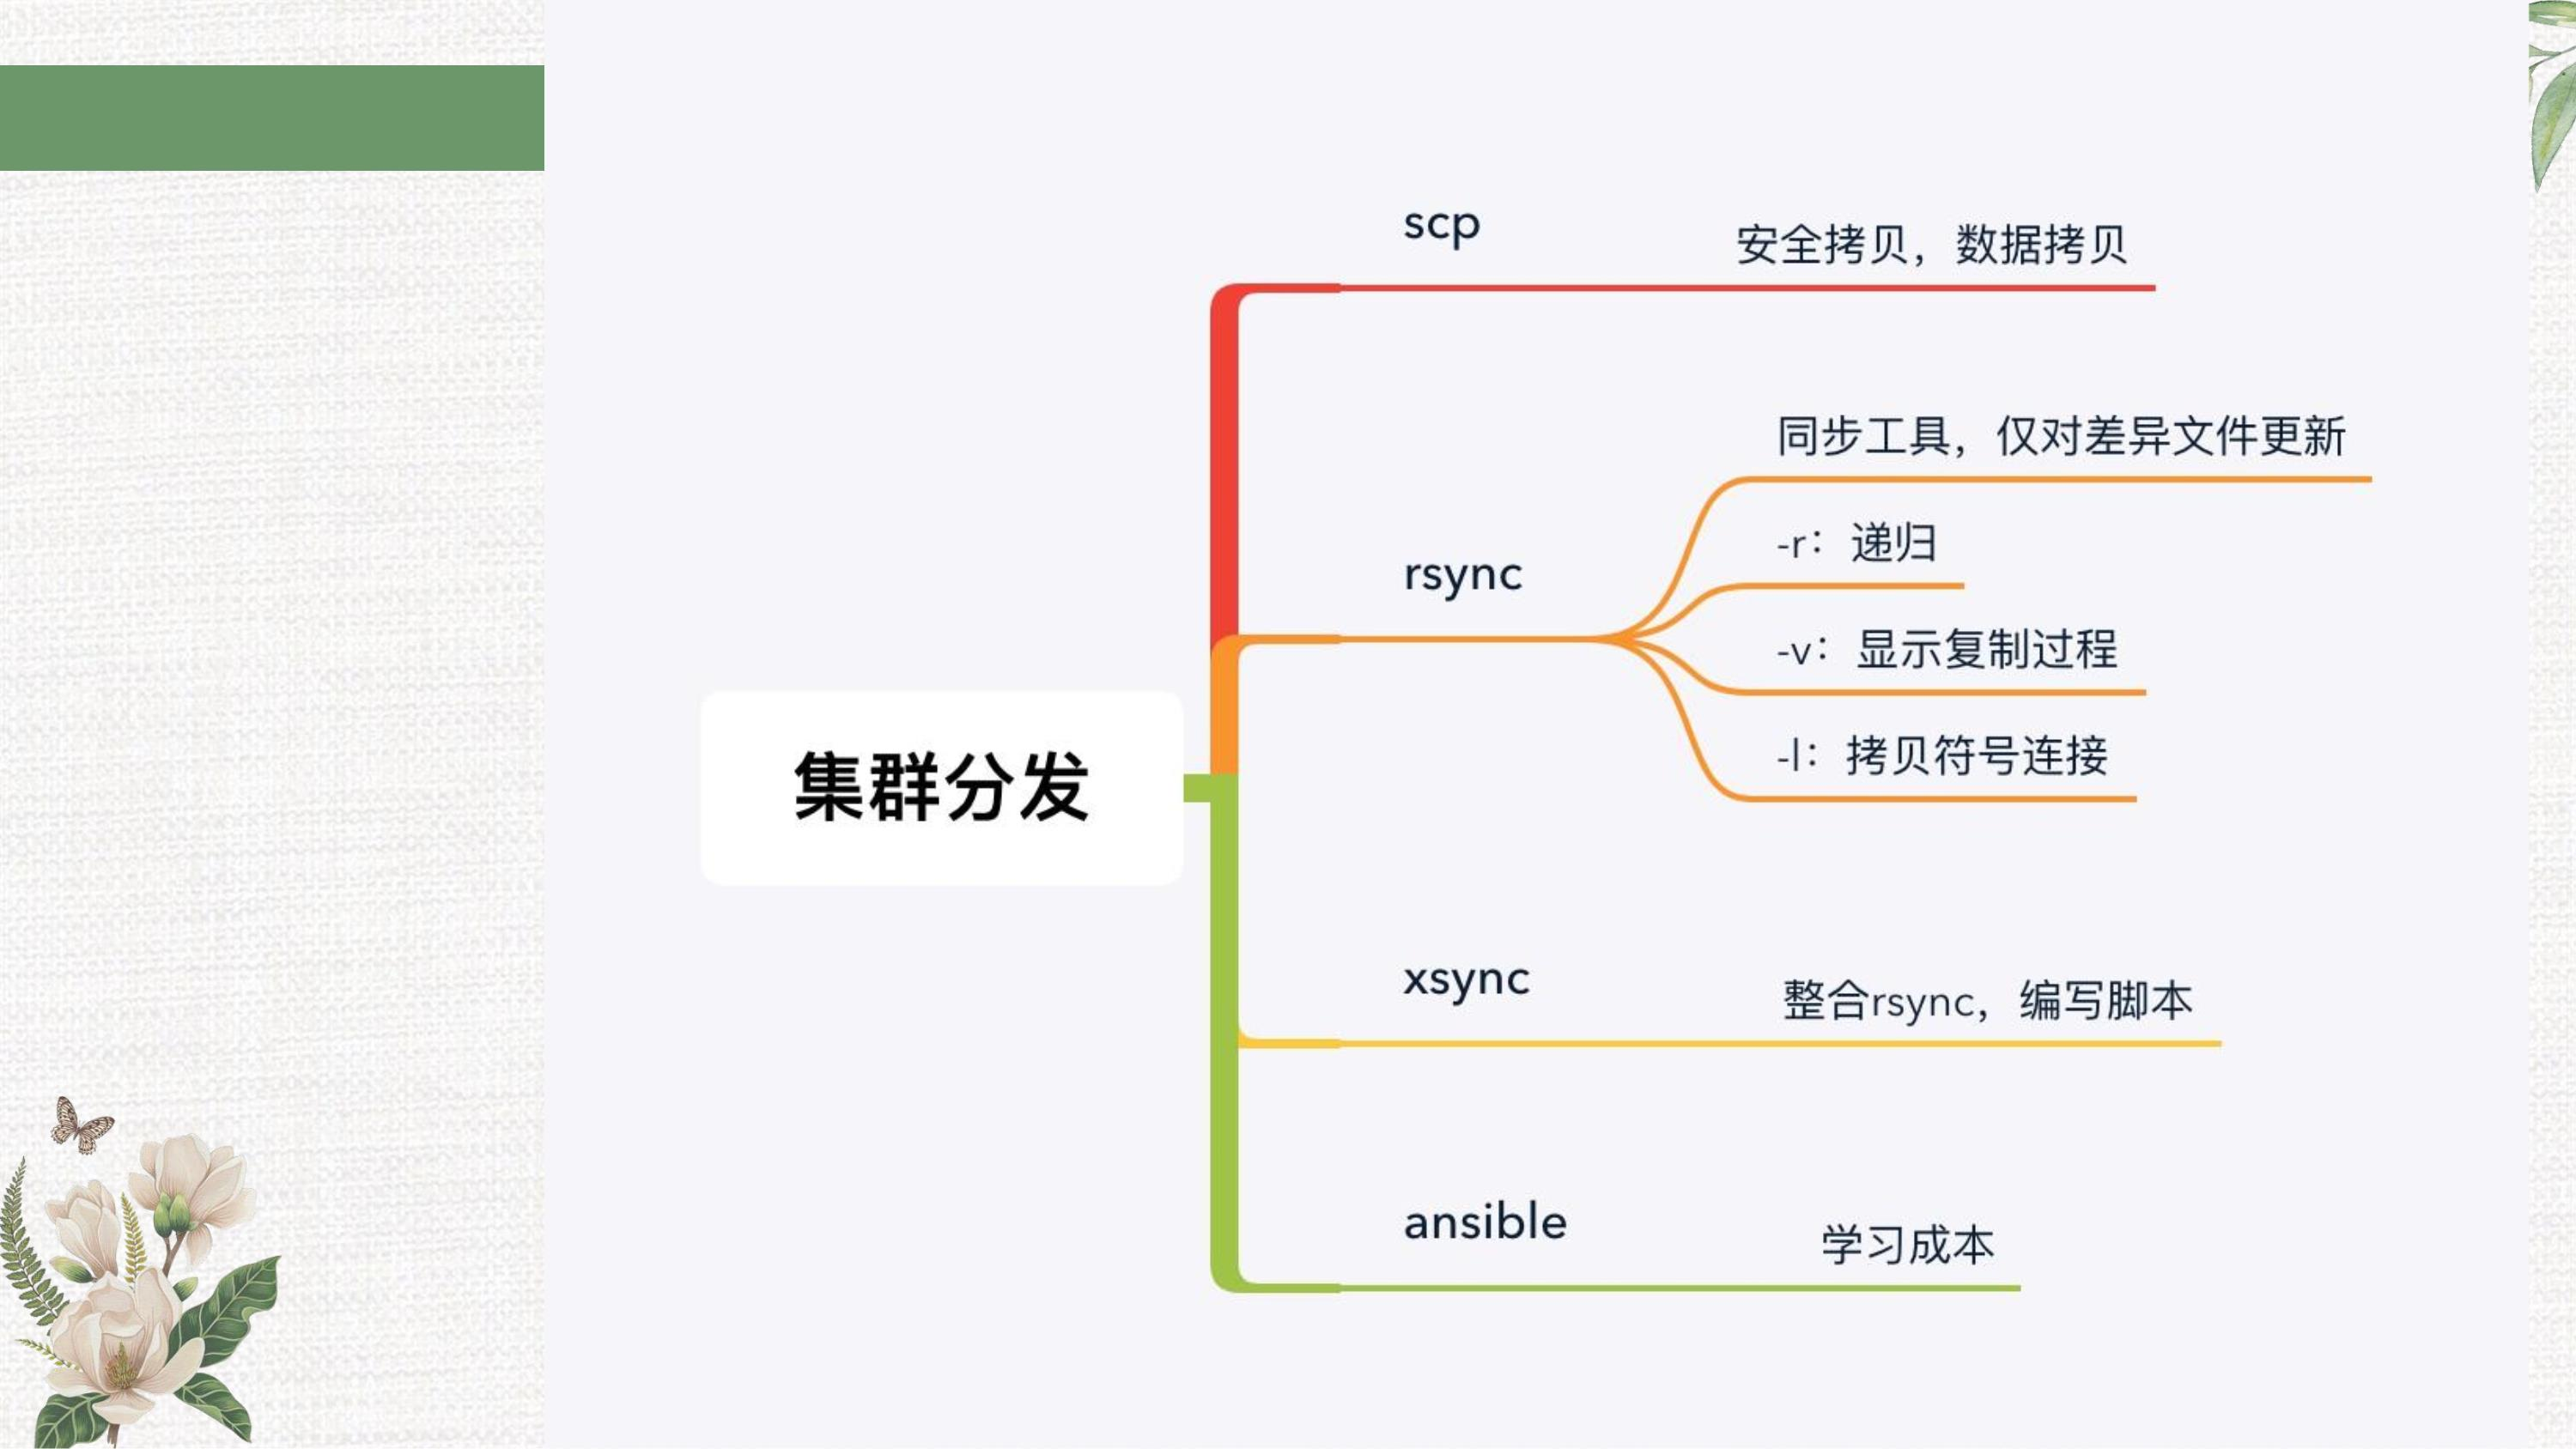 集群分发
scp
安全拷贝，数据拷贝
rsync
同步工具，仅对差异文件更新
-r：递归
-v：显示复制过程
-l：拷贝符号连接
xsync
整合rsync，编写脚本
ansible
学习成本